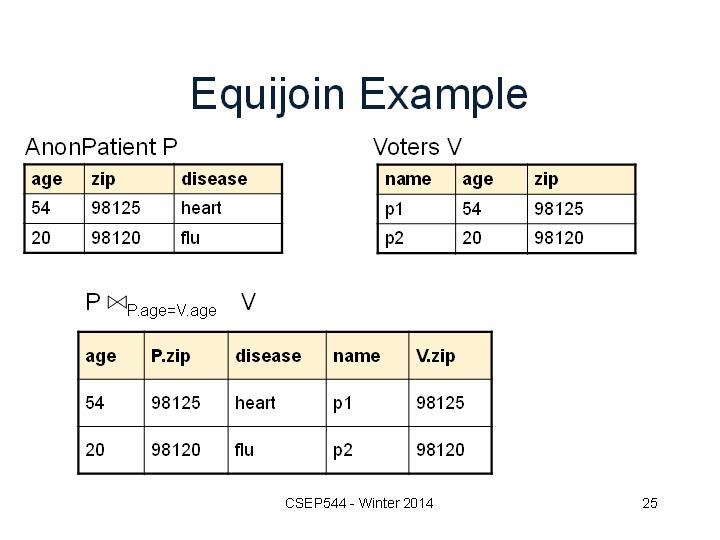 Equijoin Example
AnonPatient P
age zip disease
54 98125 heart
20 98120 flu
Voters V
name age zip
p1 54 98125
p2 20 98120
P ⋈P.age=V.age V
age P.zip disease name V.zip
54 98125 heart p1 98125
20 98120 flu p2 98120
CSEP544 - Winter 2014 25